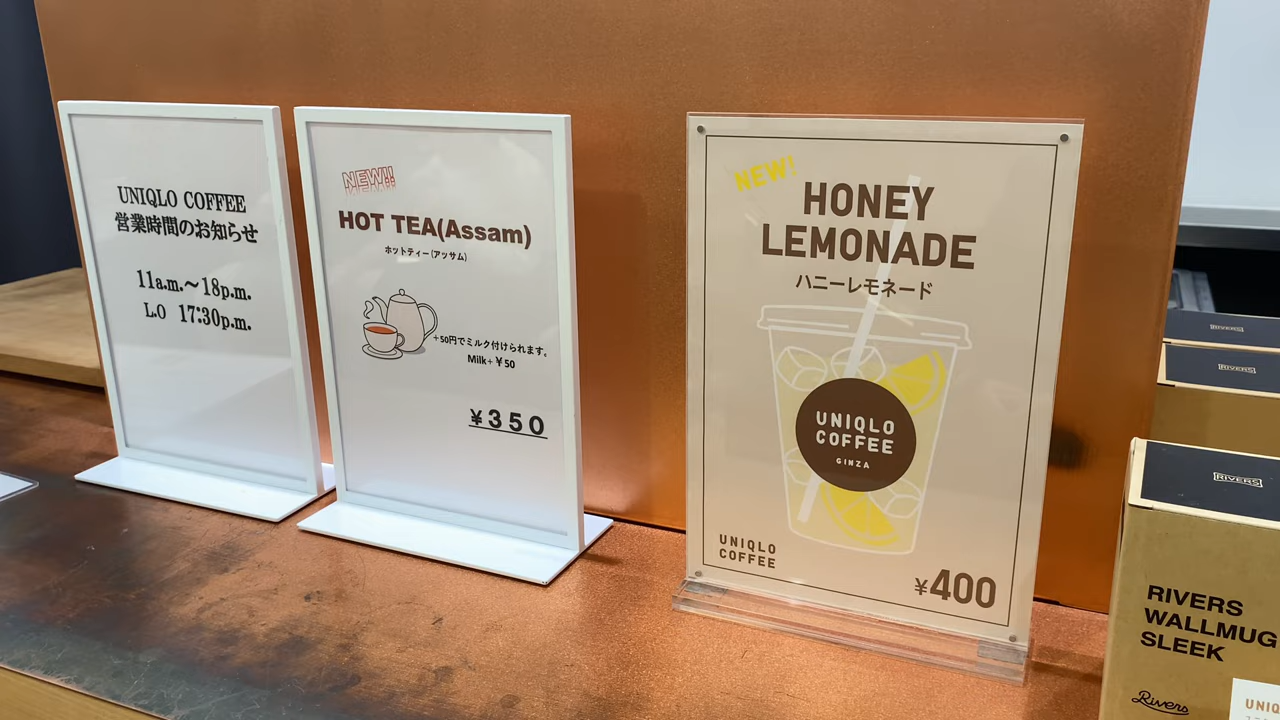 UNIQLO COFFEE
営業時間のお知らせ
11a.m.～18p.m.
L.O 17:30p.m.
NEW!!
HOT TEA(Assam)
ホットティー(アッサム)
+50円でミルク付けられます。
Milk+¥50
¥350
NEW!
HONEY
LEMONADE
ハニーレモネード
UNIQLO
COFFEE
GINZA
UNIQLO
COFFEE
¥400
RIVERS
RIVERS
RIVERS
RIVERS
WALLMUG
SLEEK
Rivers